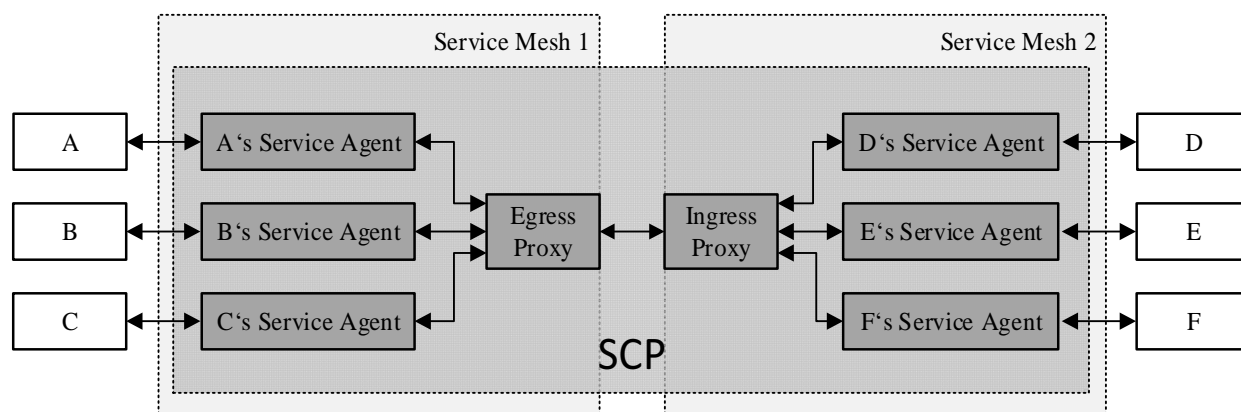 Service Mesh 1
Service Mesh 2
A
A‘s Service Agent
D‘s Service Agent
D
B
B‘s Service Agent
Egress
Proxy
Ingress
Proxy
E‘s Service Agent
E
C
C‘s Service Agent
F‘s Service Agent
F
SCP